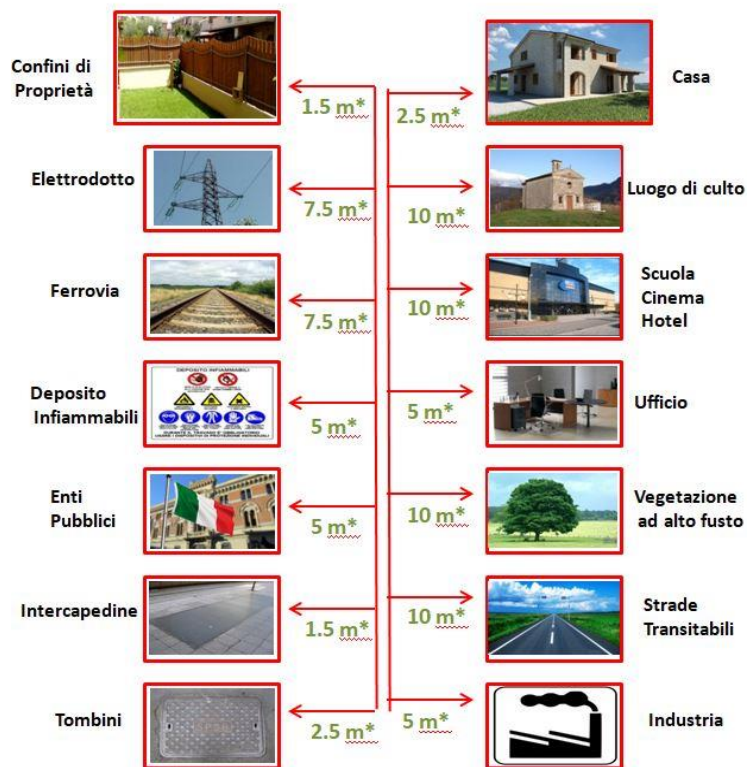 Confini di
Proprietà
1.5 m*
2.5 m*
Casa
Elettrodotto
7.5 m*
10 m*
Luogo di culto
Ferrovia
7.5 m*
10 m*
Scuola
Cinema
Hotel
Deposito
Infiammabili
DEPOSITO INFIAMMABILI
5 m*
5 m*
Ufficio
Enti
Pubblici
5 m*
10 m*
Vegetazione
ad alto fusto
Intercapedine
1.5 m*
10 m*
Strade
Transitabili
Tombini
2.5 m*
5 m*
Industria